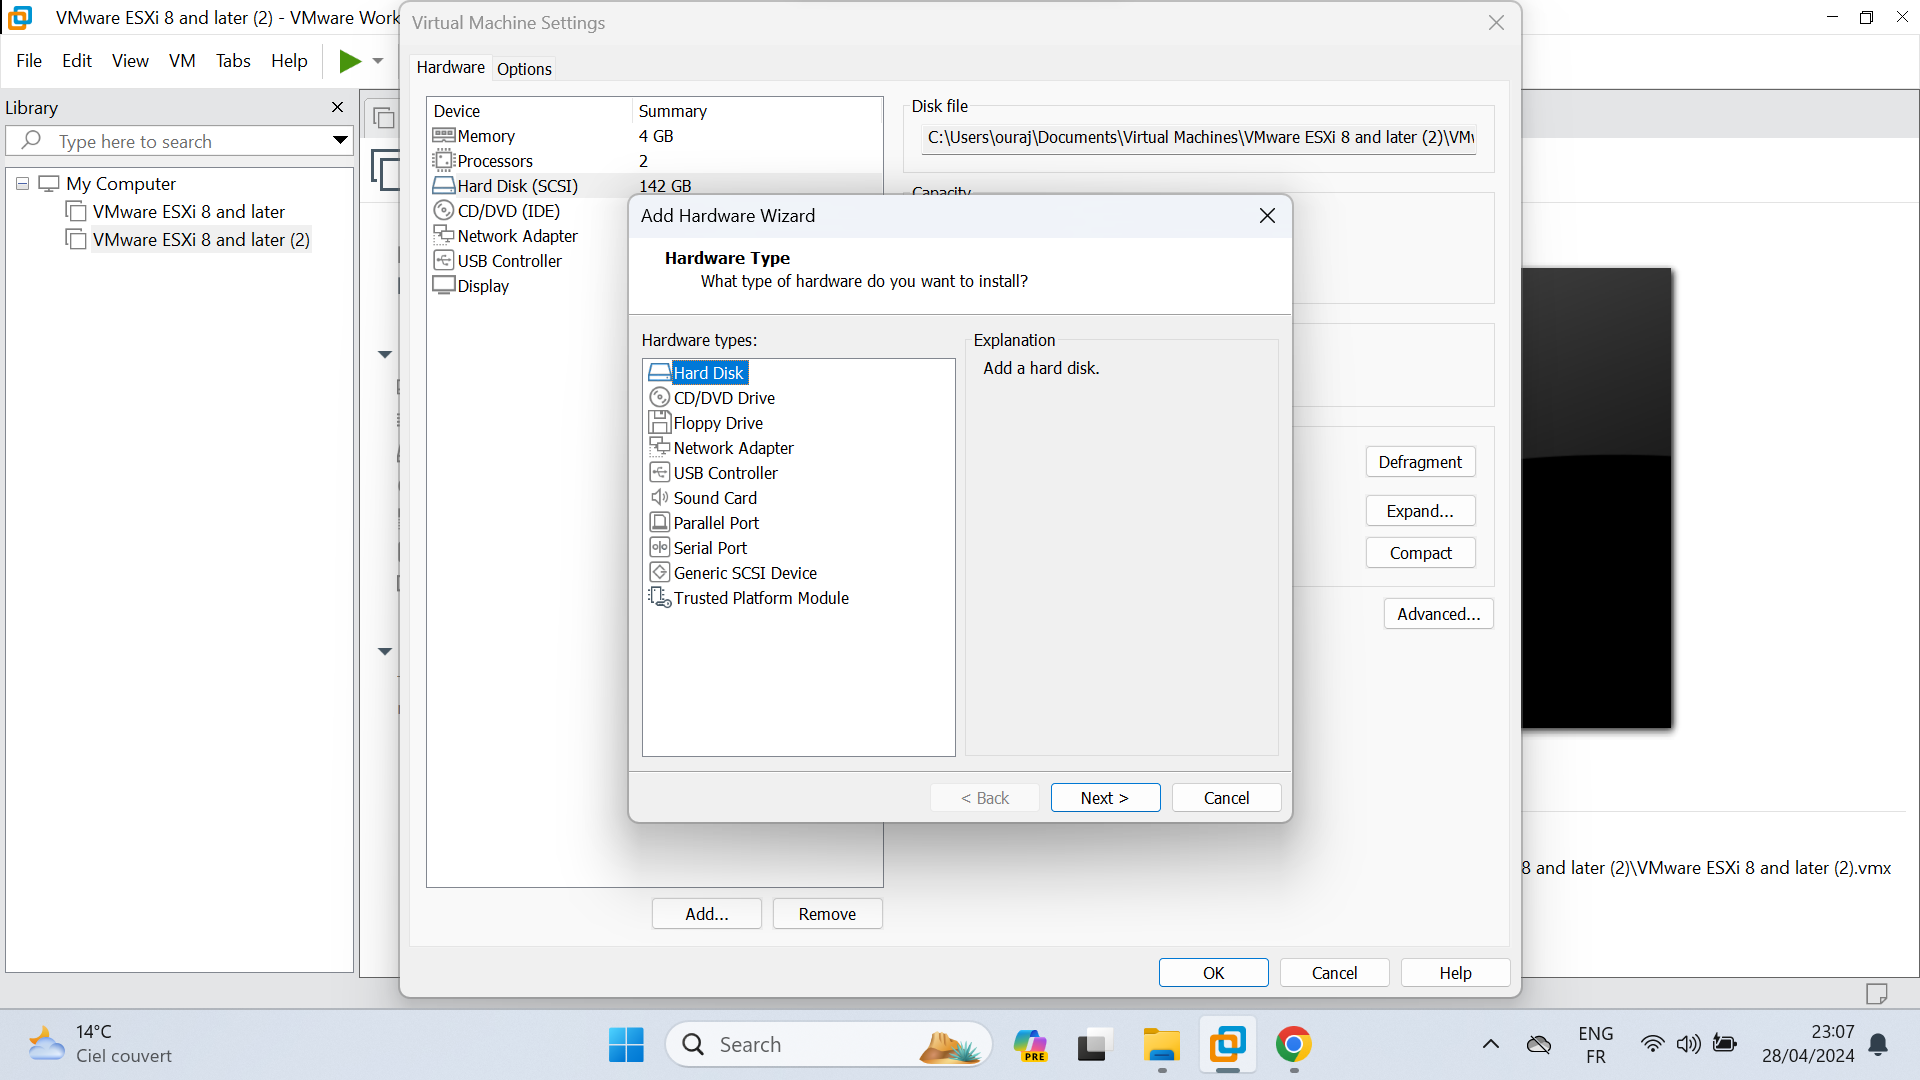 VMware ESXi 8 and later (2) - VMware Work
File Edit View VM Tabs Help
Library
Type here to search
My Computer
VMware ESXi 8 and later
VMware ESXi 8 and later (2)
Virtual Machine Settings
Hardware Options
Device Summary
Memory 4 GB
Processors 2
Hard Disk (SCSI) 142 GB
CD/DVD (IDE)
Network Adapter
USB Controller
Display
Add... Remove
Disk file
C:\Users\ouraj\Documents\Virtual Machines\VMware ESXi 8 and later (2)\VM
Capacity
Defragment
Expand...
Compact
Advanced...
OK Cancel Help
Add Hardware Wizard
Hardware Type
What type of hardware do you want to install?
Hardware types:
Hard Disk
CD/DVD Drive
Floppy Drive
Network Adapter
USB Controller
Sound Card
Parallel Port
Serial Port
Generic SCSI Device
Trusted Platform Module
Explanation
Add a hard disk.
< Back Next > Cancel
8 and later (2)\VMware ESXi 8 and later (2).vmx
14°C
Ciel couvert
Search
PRE
ENG
FR
23:07
28/04/2024